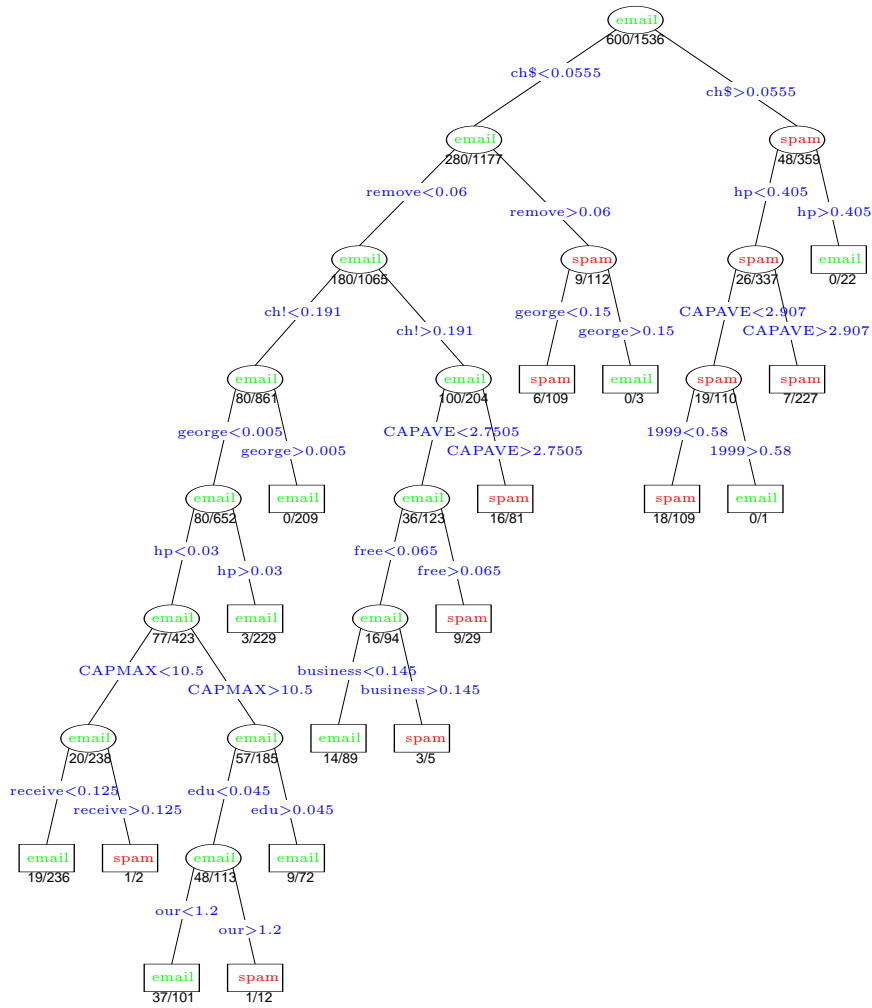 email
600/1536
ch$<0.0555
ch$>0.0555
email
280/1177
spam
48/359
remove<0.06
hp<0.405
remove>0.06
hp>0.405
email
180/1065
spam
9/112
spam
26/337
email
0/22
ch!<0.191
george<0.15
CAPAVE<2.907
ch!>0.191
george>0.15
CAPAVE>2.907
email
80/861
email
100/204
spam
6/109
email
0/3
spam
19/110
spam
7/227
george<0.005
CAPAVE<2.7505
1999<0.58
george>0.005
CAPAVE>2.7505
1999>0.58
email
80/652
email
0/209
email
36/123
spam
16/81
spam
18/109
email
0/1
hp<0.03
free<0.065
hp>0.03
free>0.065
email
77/423
email
3/229
email
16/94
spam
9/29
CAPMAX<10.5
business<0.145
CAPMAX>10.5
business>0.145
email
20/238
email
57/185
email
14/89
spam
3/5
receive<0.125
edu<0.045
receive>0.125
edu>0.045
email
19/236
spam
1/2
email
48/113
email
9/72
our<1.2
our>1.2
email
37/101
spam
1/12